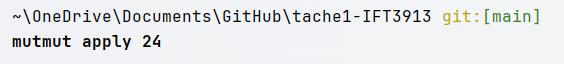 ~\OneDrive\Documents\GitHub\tache1-IFT3913 git:[main]
mutmut apply 24